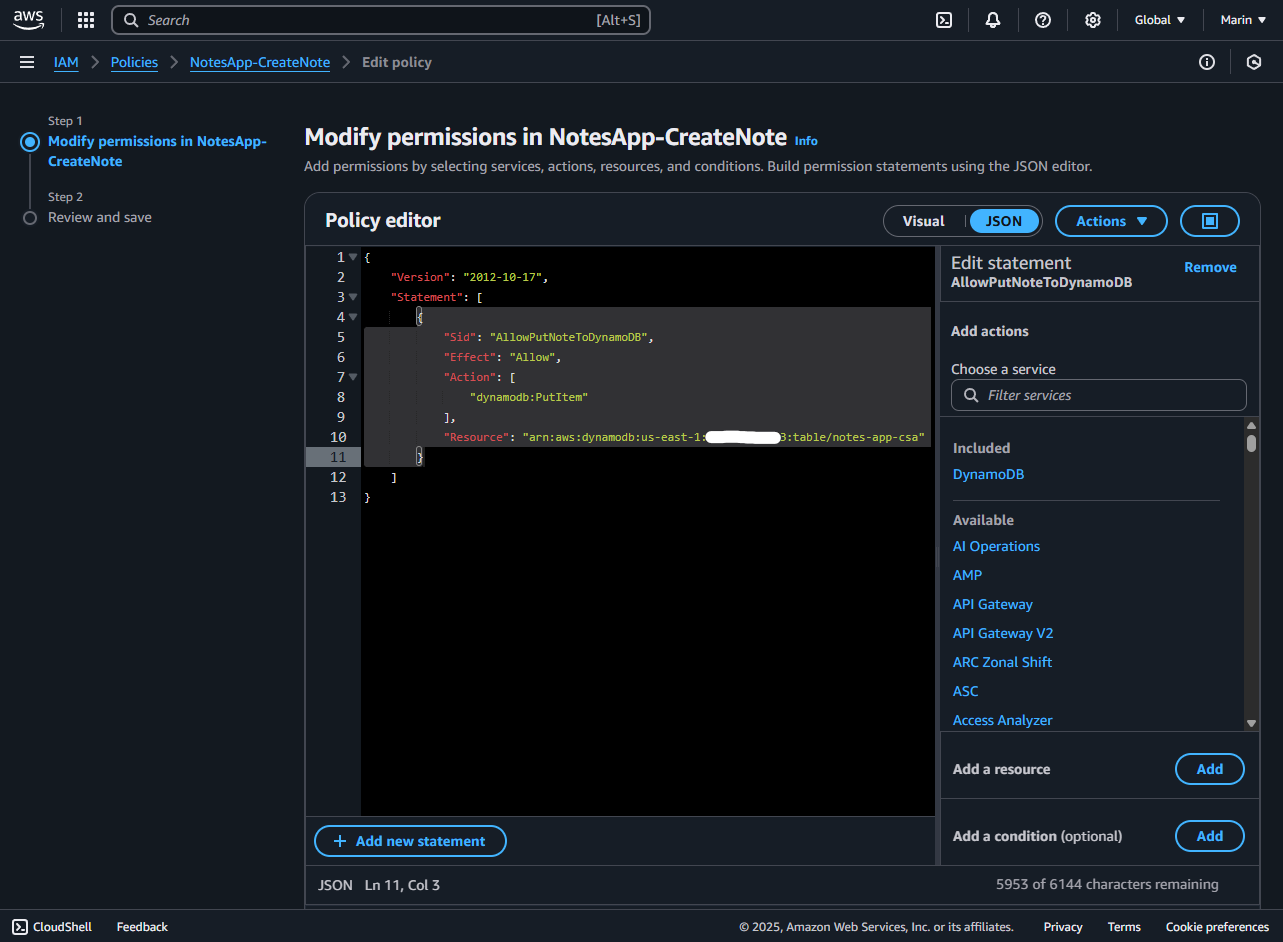 aws
Search [Alt+S]
Global
Marin
IAM
Policies
NotesApp-CreateNote
Edit policy
Step 1
Modify permissions in NotesApp-
CreateNote
Step 2
Review and save
Modify permissions in NotesApp-CreateNote Info
Add permissions by selecting services, actions, resources, and conditions. Build permission statements using the JSON editor.
Policy editor
Visual
JSON
Actions
1 {
2 "Version": "2012-10-17",
3 "Statement": [
4 {
5 "Sid": "AllowPutNoteToDynamoDB",
6 "Effect": "Allow",
7 "Action": [
8 "dynamodb:PutItem"
9 ],
10 "Resource": "arn:aws:dynamodb:us-east-1:3:table/notes-app-csa"
11 }
12 ]
13 }
Add new statement
JSON Ln 11, Col 3
5953 of 6144 characters remaining
Edit statement
Remove
AllowPutNoteToDynamoDB
Add actions
Choose a service
Filter services
Included
DynamoDB
Available
AI Operations
AMP
API Gateway
API Gateway V2
ARC Zonal Shift
ASC
Access Analyzer
Add a resource
Add
Add a condition (optional)
Add
CloudShell
Feedback
© 2025, Amazon Web Services, Inc. or its affiliates.
Privacy
Terms
Cookie preferences